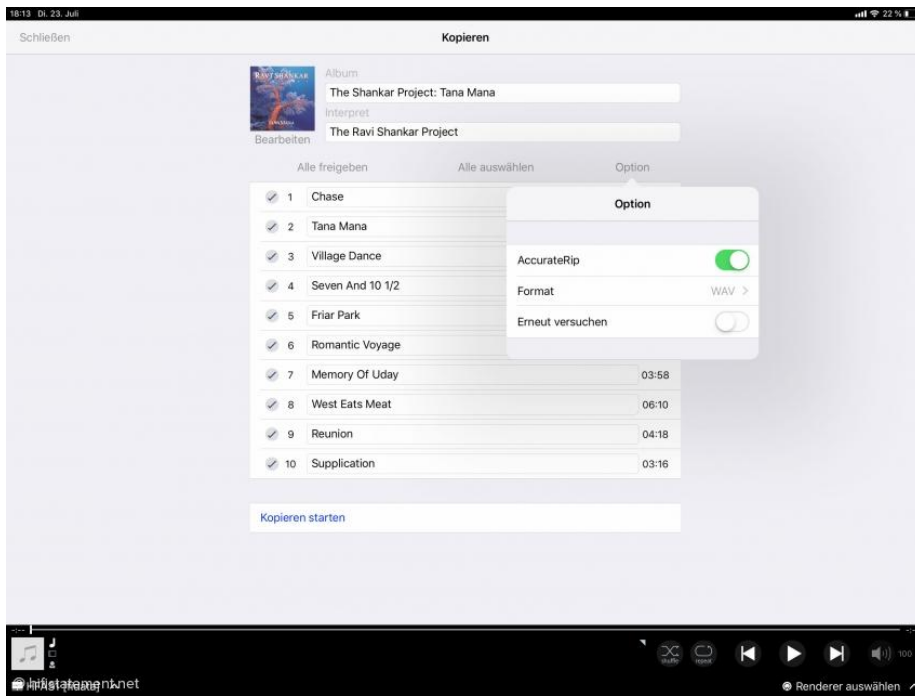 18:13 Di. 23. Juli 22 %
Schließen Kopieren
RAVI SHANKAR
TANA MANA
Bearbeiten
Album
The Shankar Project: Tana Mana
Interpret
The Ravi Shankar Project
Alle freigeben Alle auswählen Option
1 Chase
2 Tana Mana
3 Village Dance
4 Seven And 10 1/2
5 Friar Park
6 Romantic Voyage
7 Memory Of Uday 03:58
8 West Eats Meat 06:10
9 Reunion 04:18
10 Supplication 03:16
Option
AccurateRip
Format WAV >
Erneut versuchen
Kopieren starten
-:--
shuffle repeat 100
hifistatement.net
Renderer auswählen